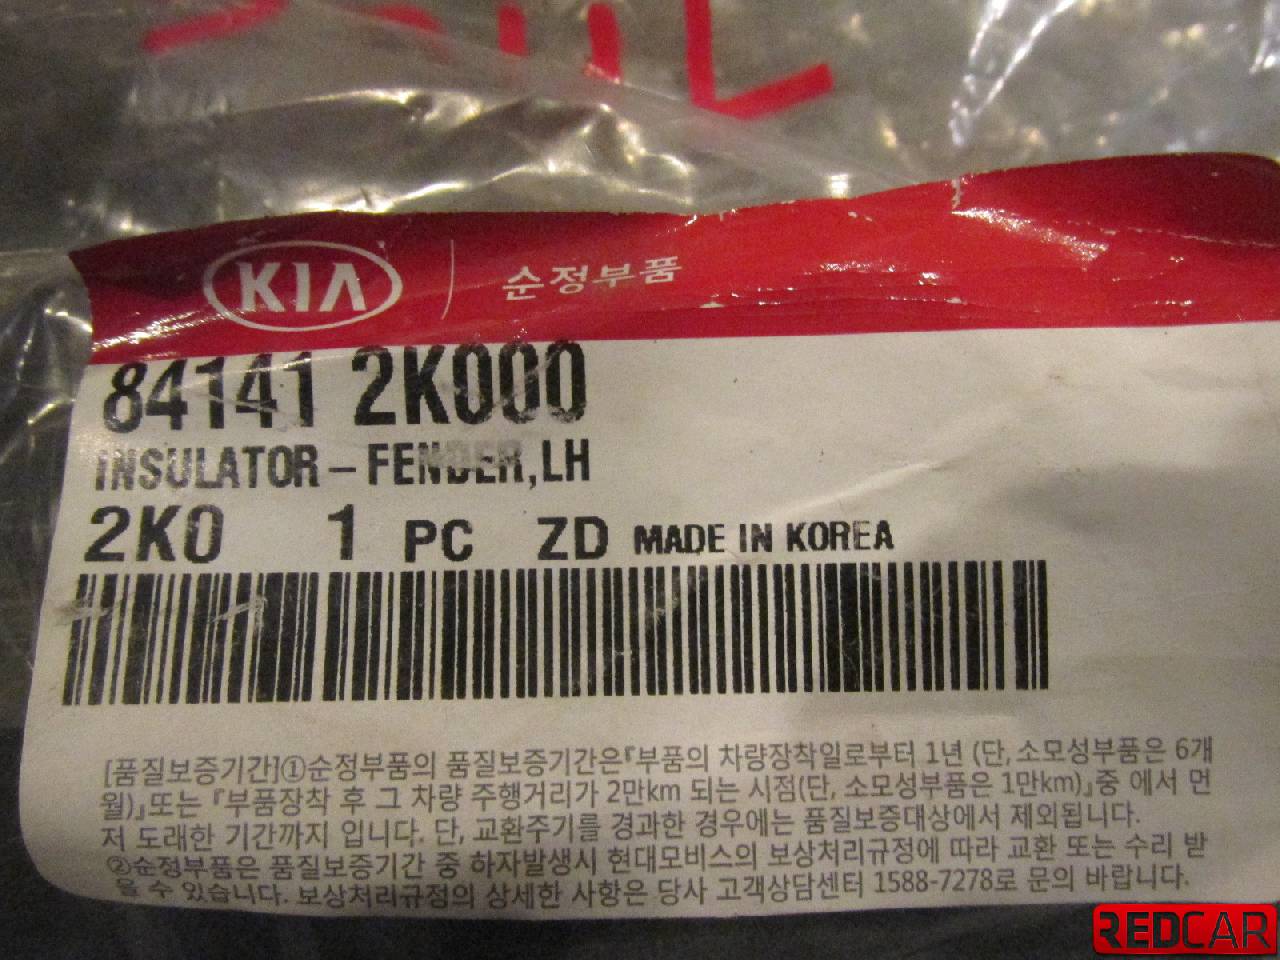 KIA 순정부품
84141 2K000
INSULATOR – FENDER,LH
2K0 1 PC ZD MADE IN KOREA
[품질보증기간]①순정부품의 품질보증기간은『부품의 차량장착일로부터 1년 (단, 소모성부품은 6개
월)』또는 『부품장착 후 그 차량 주행거리가 2만km 되는 시점(단, 소모성부품은 1만km)』중 에서 먼
저 도래한 기간까지 입니다. 단, 교환주기를 경과한 경우에는 품질보증대상에서 제외됩니다.
②순정부품은 품질보증기간 중 하자발생시 현대모비스의 보상처리규정에 따라 교환 또는 수리 받
을 수 있습니다. 보상처리규정의 상세한 사항은 당사 고객상담센터 1588-7278로 문의 바랍니다.
REDCAR